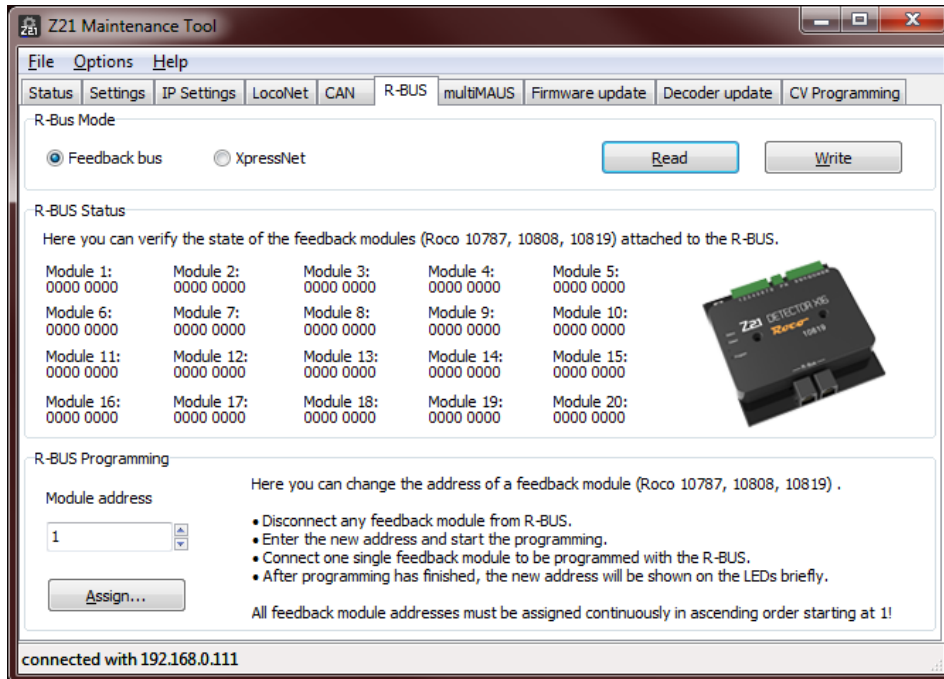 Z21 Maintenance Tool
File Options Help
Status Settings IP Settings LocoNet CAN R-BUS multiMAUS Firmware update Decoder update CV Programming
R-Bus Mode
Feedback bus XpressNet Read Write
R-BUS Status
Here you can verify the state of the feedback modules (Roco 10787, 10808, 10819) attached to the R-BUS.
Module 1: Module 2: Module 3: Module 4: Module 5:
0000 0000 0000 0000 0000 0000 0000 0000 0000 0000
Module 6: Module 7: Module 8: Module 9: Module 10:
0000 0000 0000 0000 0000 0000 0000 0000 0000 0000
Module 11: Module 12: Module 13: Module 14: Module 15:
0000 0000 0000 0000 0000 0000 0000 0000 0000 0000
Module 16: Module 17: Module 18: Module 19: Module 20:
0000 0000 0000 0000 0000 0000 0000 0000 0000 0000
Z21 DETECTOR X16
Roco
10819
R-BUS Programming
Module address
1
Assign...
Here you can change the address of a feedback module (Roco 10787, 10808, 10819) .
• Disconnect any feedback module from R-BUS.
• Enter the new address and start the programming.
• Connect one single feedback module to be programmed with the R-BUS.
• After programming has finished, the new address will be shown on the LEDs briefly.
All feedback module addresses must be assigned continuously in ascending order starting at 1!
connected with 192.168.0.111